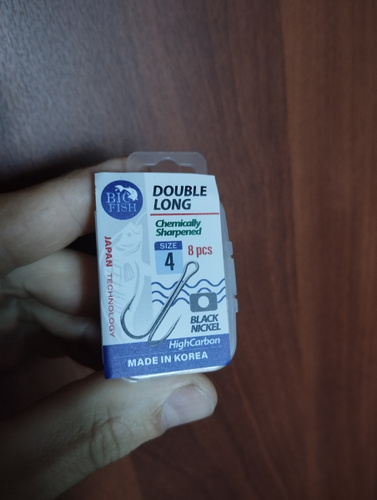 BIG
FISH
DOUBLE
LONG
Chemically
Sharpened
SIZE
4
8 pcs
JAPAN TECHNOLOGY
BLACK
NICKEL
HighCarbon
MADE IN KOREA